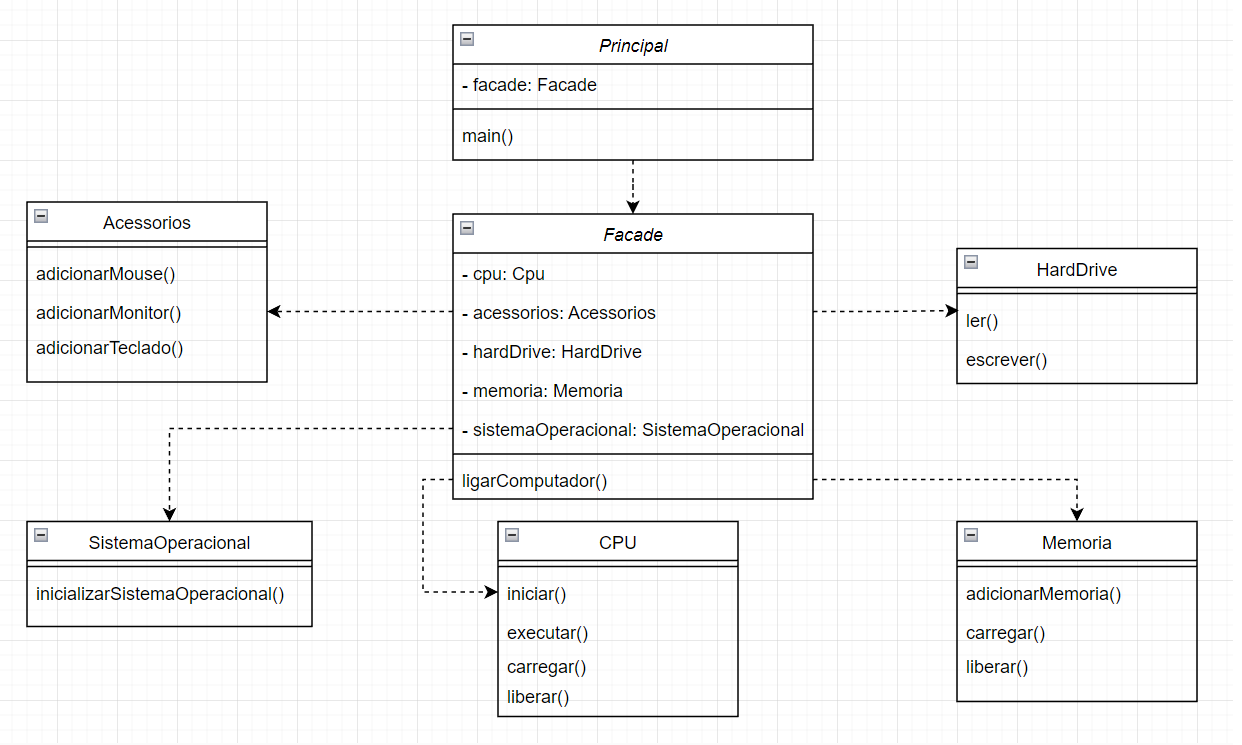 Principal
- facade: Facade
main()
Acessorios
adicionarMouse()
adicionarMonitor()
adicionarTeclado()
Facade
- cpu: Cpu
- acessorios: Acessorios
- hardDrive: HardDrive
- memoria: Memoria
- sistemaOperacional: SistemaOperacional
ligarComputador()
HardDrive
ler()
escrever()
SistemaOperacional
inicializarSistemaOperacional()
CPU
iniciar()
executar()
carregar()
liberar()
Memoria
adicionarMemoria()
carregar()
liberar()